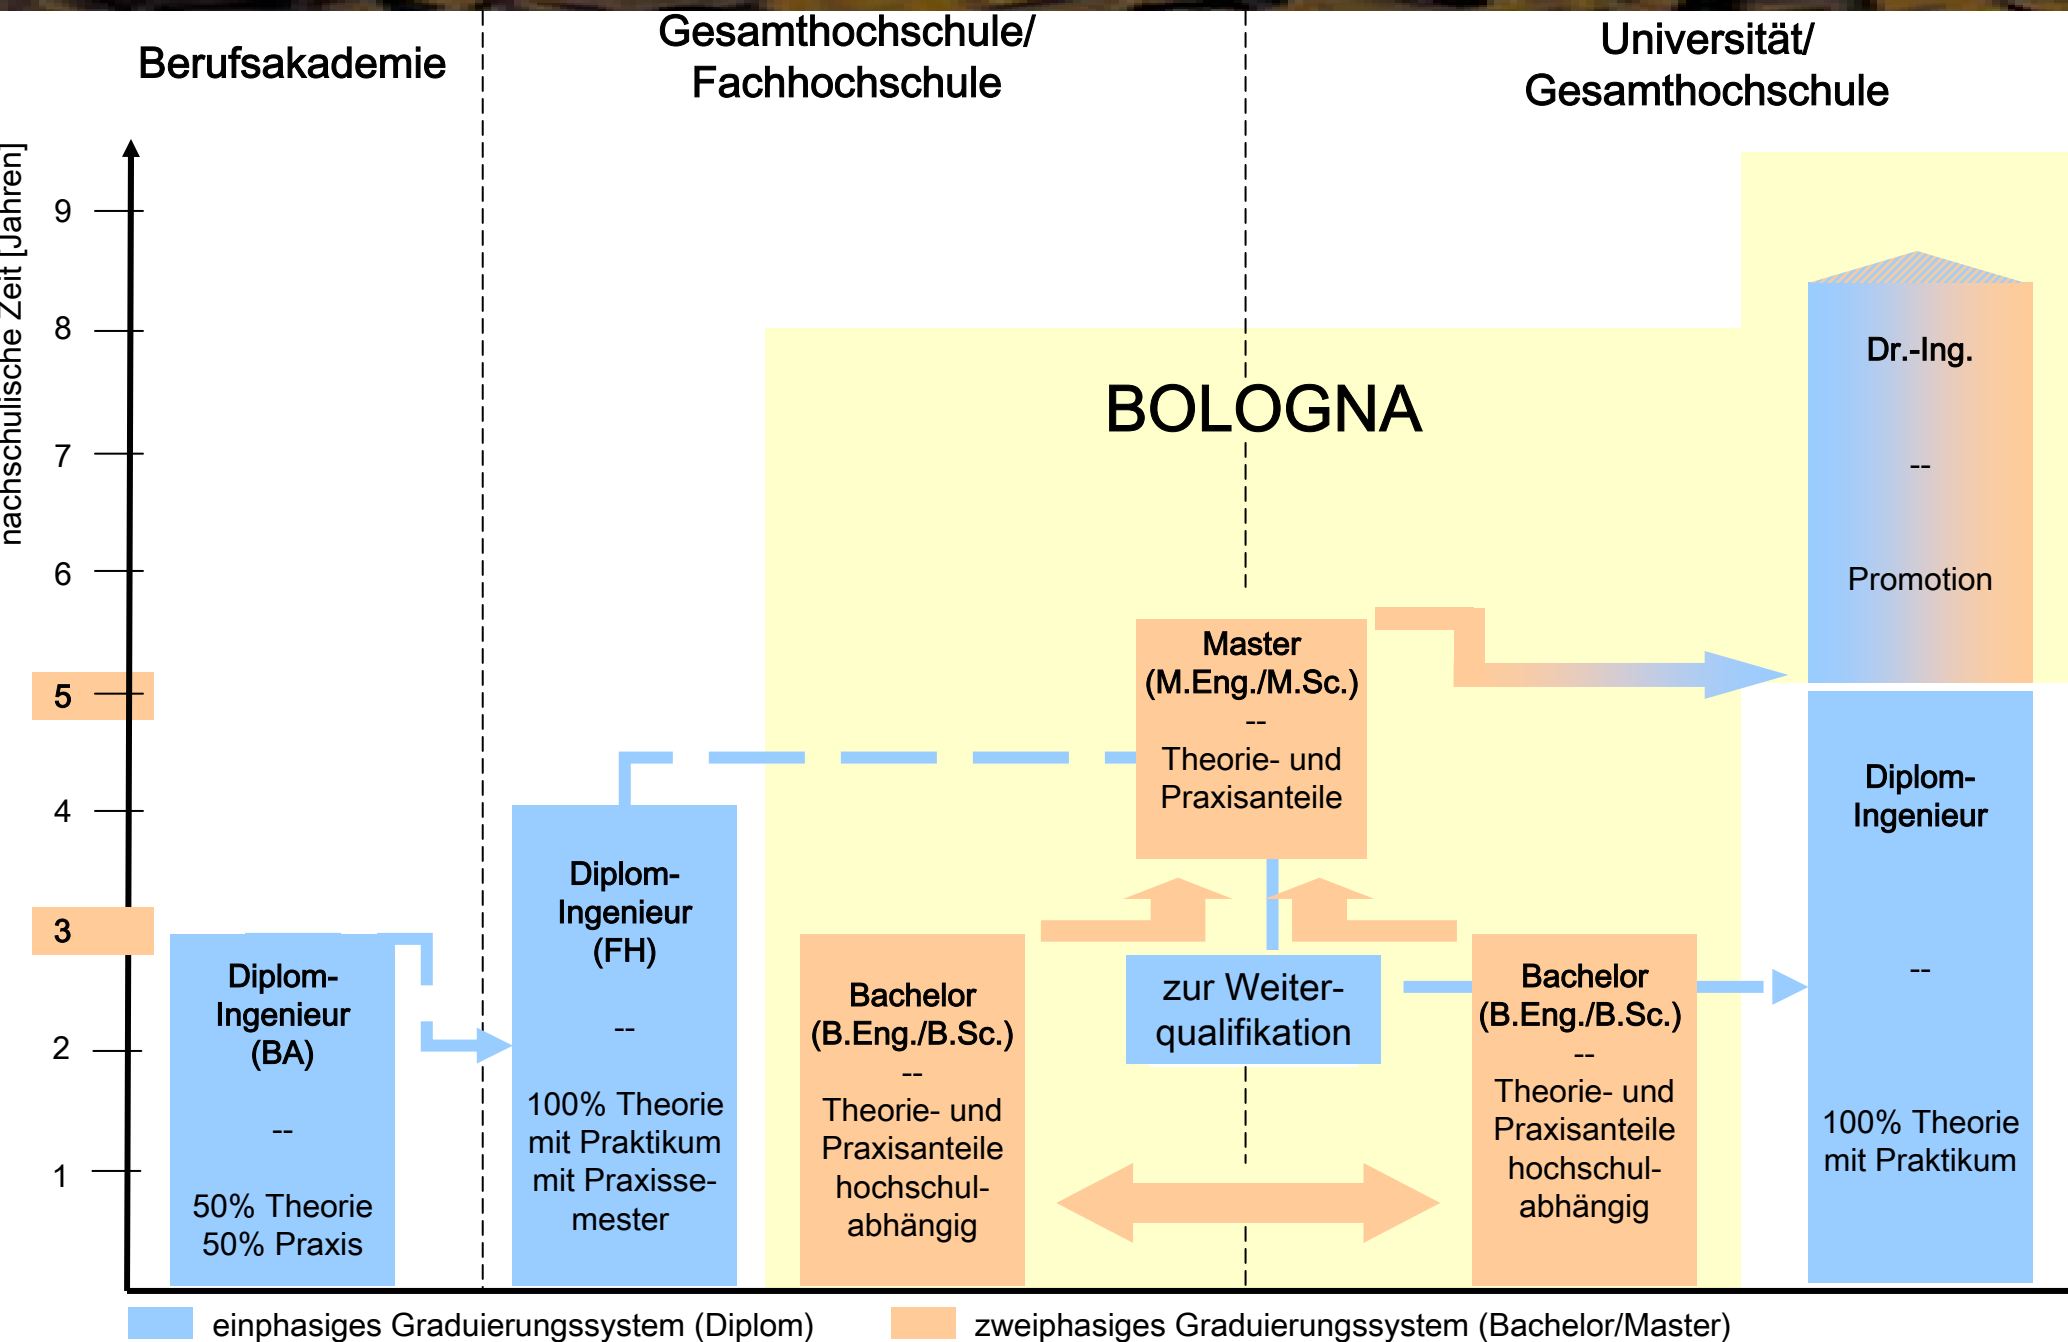 Berufsakademie
Gesamthochschule/
Fachhochschule
Universität/
Gesamthochschule
nachschulische Zeit [Jahren]
9
8
7
6
5
4
3
2
1
BOLOGNA
Diplom-
Ingenieur
(BA)
--
50% Theorie
50% Praxis
Diplom-
Ingenieur
(FH)
--
100% Theorie
mit Praktikum
mit Praxisse-
mester
Bachelor
(B.Eng./B.Sc.)
--
Theorie- und
Praxisanteile
hochschul-
abhängig
Master
(M.Eng./M.Sc.)
--
Theorie- und
Praxisanteile
zur Weiter-
qualifikation
Bachelor
(B.Eng./B.Sc.)
--
Theorie- und
Praxisanteile
hochschul-
abhängig
Dr.-Ing.
--
Promotion
Diplom-
Ingenieur
--
100% Theorie
mit Praktikum
einphasiges Graduierungssystem (Diplom)
zweiphasiges Graduierungssystem (Bachelor/Master)